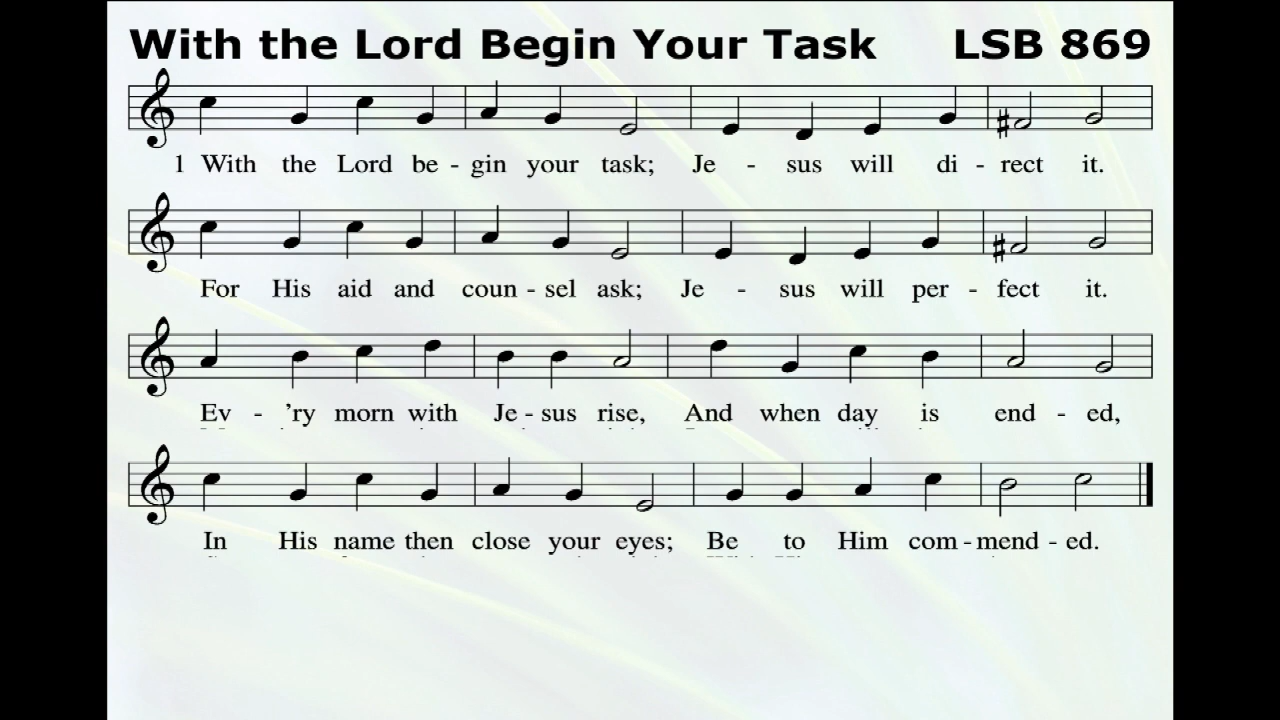 With the Lord Begin Your Task LSB 869
1 With the Lord be - gin your task; Je - sus will di - rect it.
For His aid and coun - sel ask; Je - sus will per - fect it.
Ev - ’ry morn with Je - sus rise, And when day is end - ed,
In His name then close your eyes; Be to Him com - mend - ed.